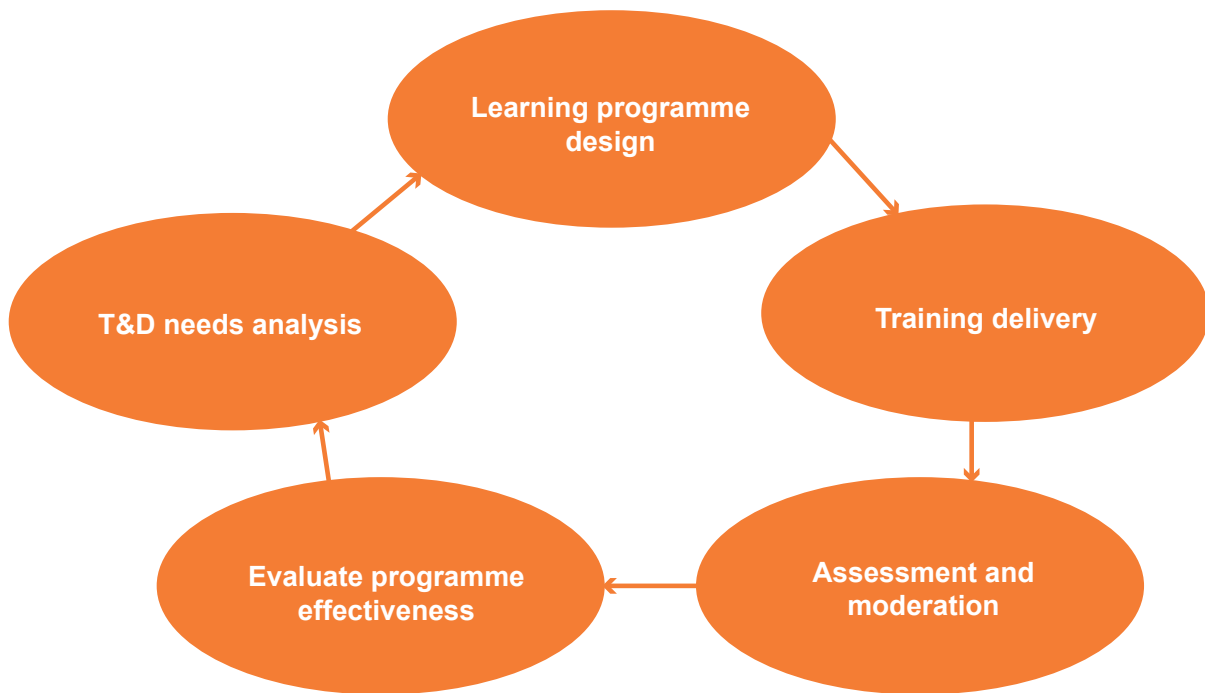 Learning programme
design
T&D needs analysis
Training delivery
Evaluate programme
effectiveness
Assessment and
moderation